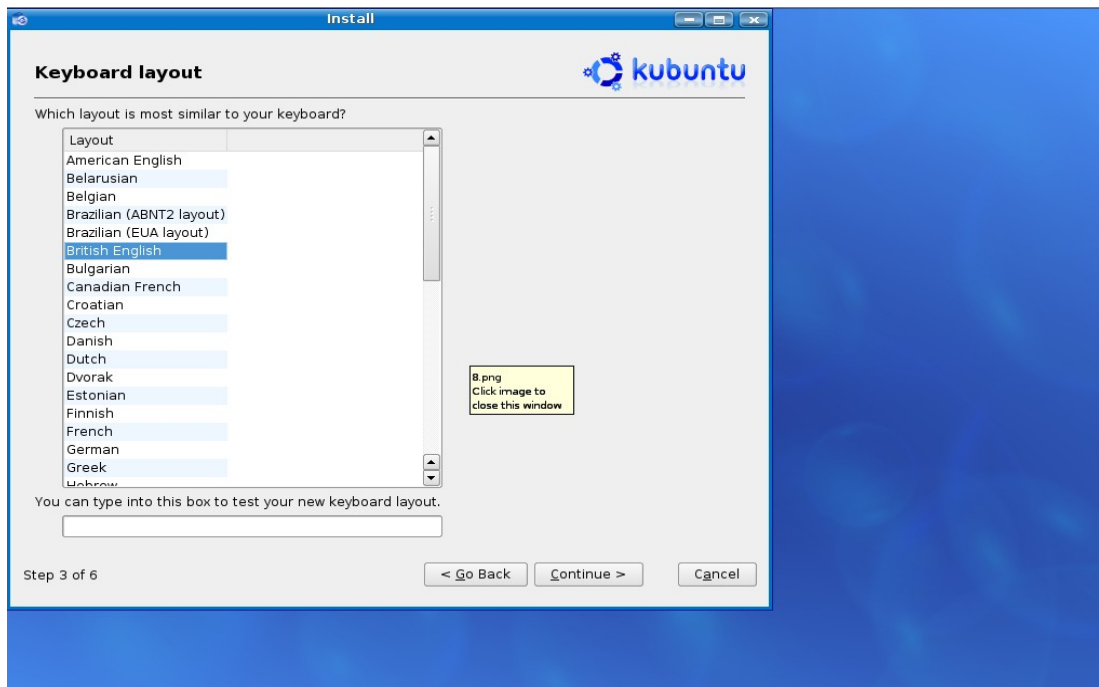 Install
Keyboard layout
kubuntu
Which layout is most similar to your keyboard?
Layout
American English
Belarusian
Belgian
Brazilian (ABNT2 layout)
Brazilian (EUA layout)
British English
Bulgarian
Canadian French
Croatian
Czech
Danish
Dutch
Dvorak
Estonian
Finnish
French
German
Greek
Hebrew
8.png
Click image to
close this window
You can type into this box to test your new keyboard layout.
Step 3 of 6
< Go Back
Continue >
Cancel